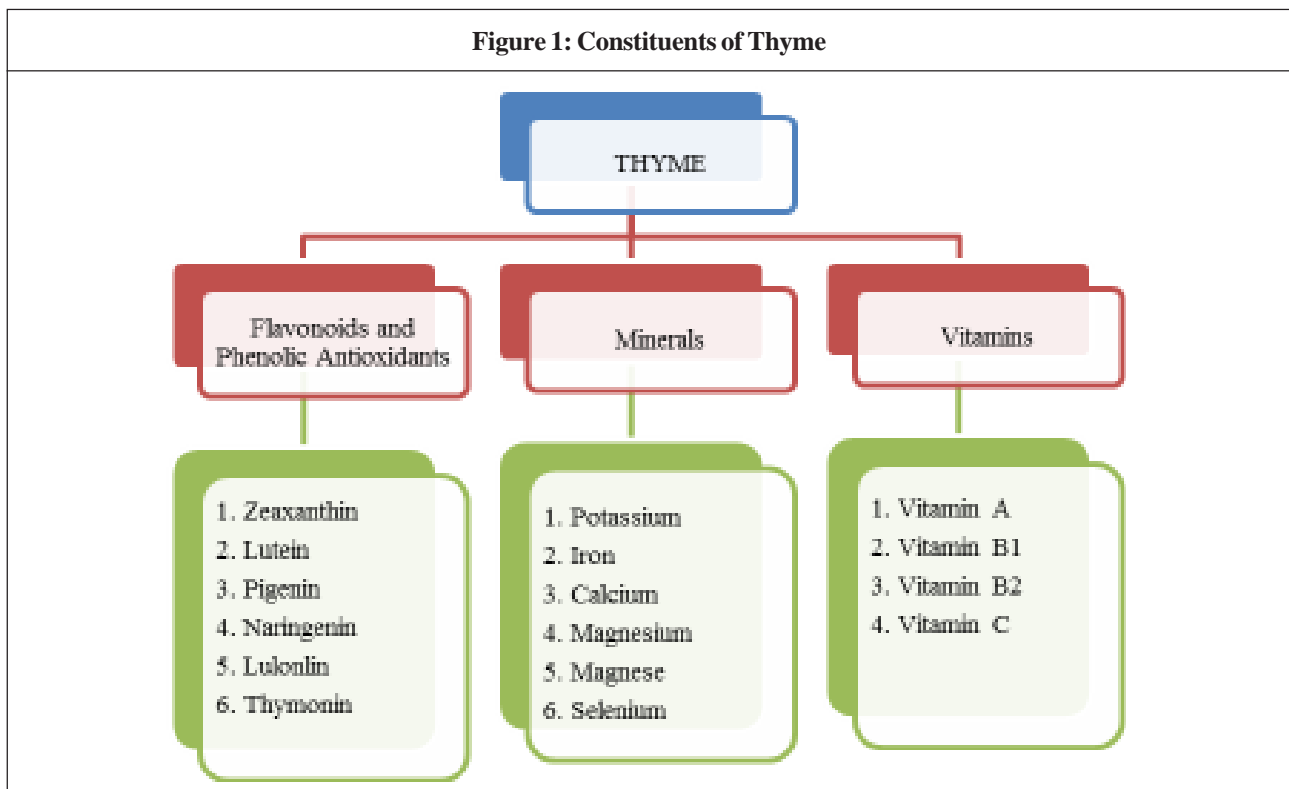 Figure 1: Constituents of Thyme
THYME
Flavonoids and
Phenolic Antioxidants
1. Zeaxanthin
2. Lutein
3. Pigenin
4. Naringenin
5. Lulonlin
6. Thymonin
Minerals
1. Potassium
2. Iron
3. Calcium
4. Magnesium
5. Magnese
6. Selenium
Vitamins
1. Vitamin A
2. Vitamin B1
3. Vitamin B2
4. Vitamin C